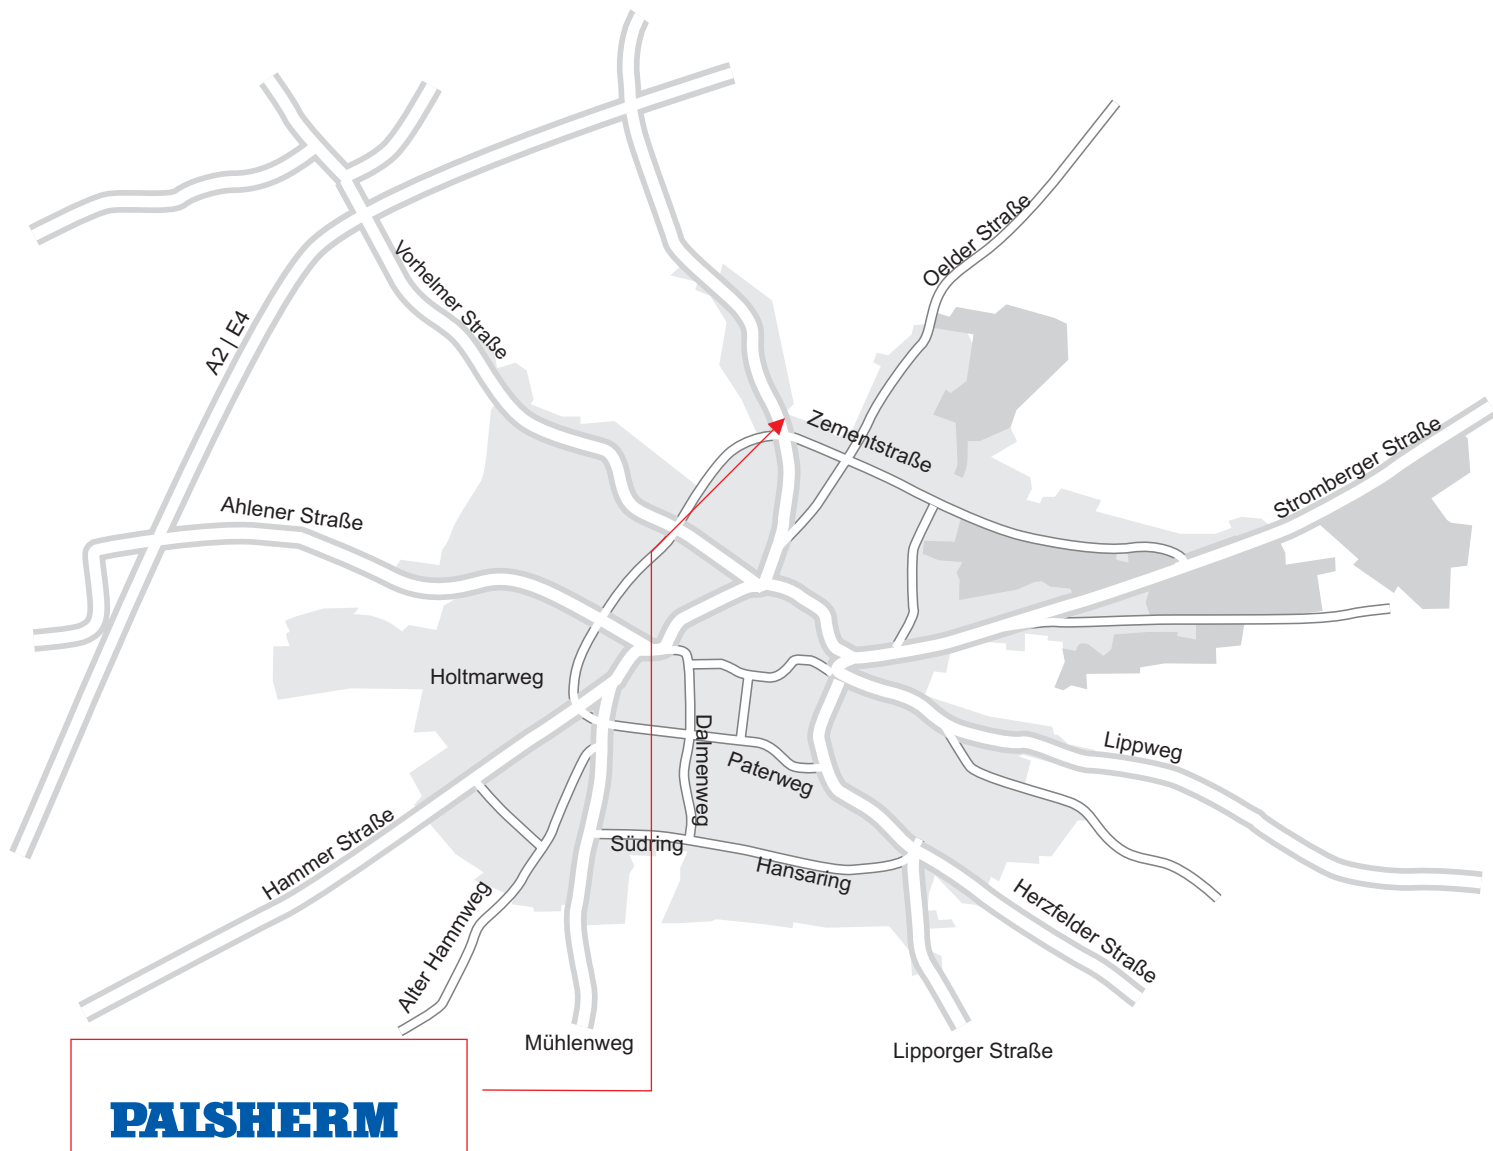 Oelder Straße
Vorhelmer Straße
A2 | E4
Zementstraße
Stromberger Straße
Ahlener Straße
Holtmarweg
Dalmenweg
Lippweg
Paterweg
Hammer Straße
Südring
Hansaring
Alter Hammweg
Herzfelder Straße
Mühlenweg
Lipporger Straße
PALSHERM